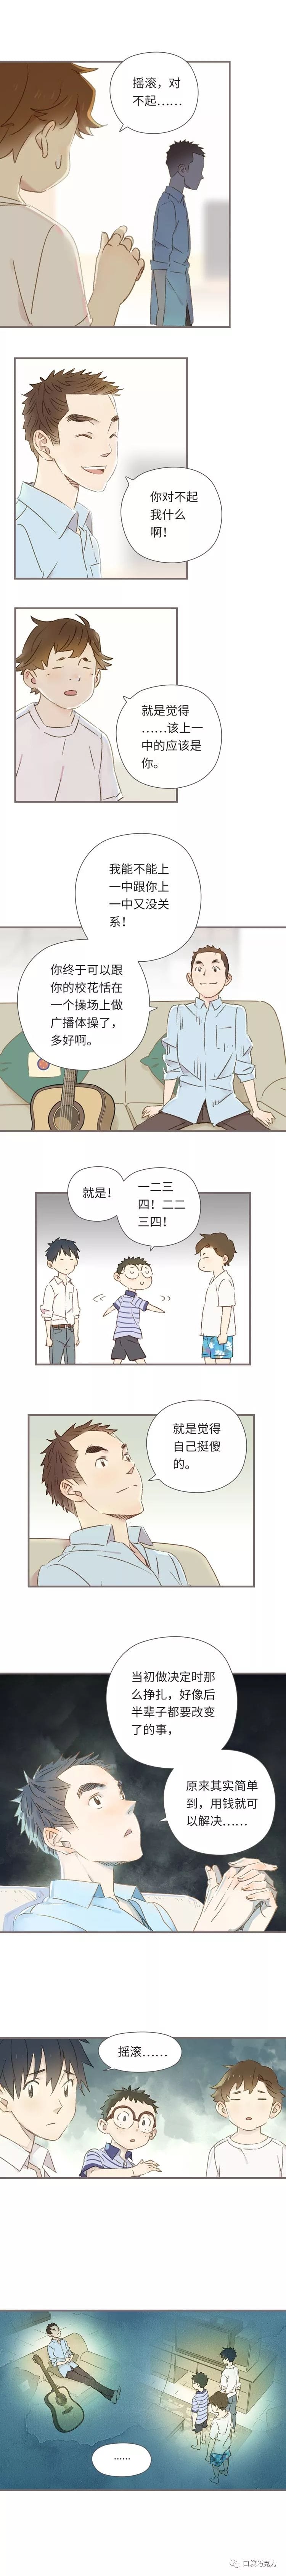 摇滚，对
不起……
你对不起
我什么
啊！
就是觉得
……该上一
中的应该是
你。
我能不能上
一中跟你上
一中又没关
系！
你终于可以跟
你的校花恬在
一个操场上做
广播体操了，
多好啊。
就是！
一二三
四！二二
三四！
就是觉得
自己挺傻
的。
当初做决定时那
么挣扎，好像后
半辈子都要改变
了的事，
原来其实简单
到，用钱就可
以解决……
摇滚……
……
口袋巧克力